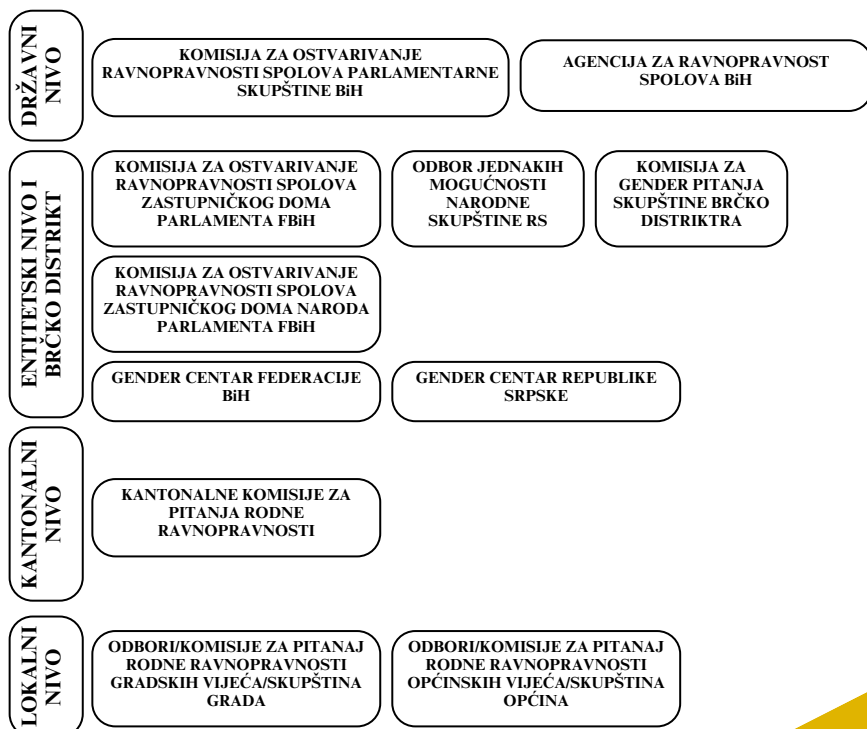 DRŽAVNI
NIVO
KOMISIJA ZA OSTVARIVANJE
RAVNOPRAVNOSTI SPOLOVA PARLAMENTARNE
SKUPŠTINE BiH
AGENCIJA ZA RAVNOPRAVNOST
SPOLOVA BiH
ENTITETSKI NIVO I
BRČKO DISTRIKT
KOMISIJA ZA OSTVARIVANJE
RAVNOPRAVNOSTI SPOLOVA
ZASTUPNIČKOG DOMA
PARLAMENTA FBiH
ODBOR JEDNAKIH
MOGUĆNOSTI
NARODNE
SKUPŠTINE RS
KOMISIJA ZA
GENDER PITANJA
SKUPŠTINE BRČKO
DISTRIKTRA
KOMISIJA ZA OSTVARIVANJE
RAVNOPRAVNOSTI SPOLOVA
ZASTUPNIČKOG DOMA NARODA
PARLAMENTA FBiH
GENDER CENTAR FEDERACIJE
BiH
GENDER CENTAR REPUBLIKE
SRPSKE
KANTONALNI
NIVO
KANTONALNE KOMISIJE ZA
PITANJA RODNE
RAVNOPRAVNOSTI
LOKALNI
NIVO
ODBORI/KOMISIJE ZA PITANAJ
RODNE RAVNOPRAVNOSTI
GRADSKIH VIJEĆA/SKUPŠTINA
GRADA
ODBORI/KOMISIJE ZA PITANAJ
RODNE RAVNOPRAVNOSTI
OPĆINSKIH VIJEĆA/SKUPŠTINA
OPĆINA